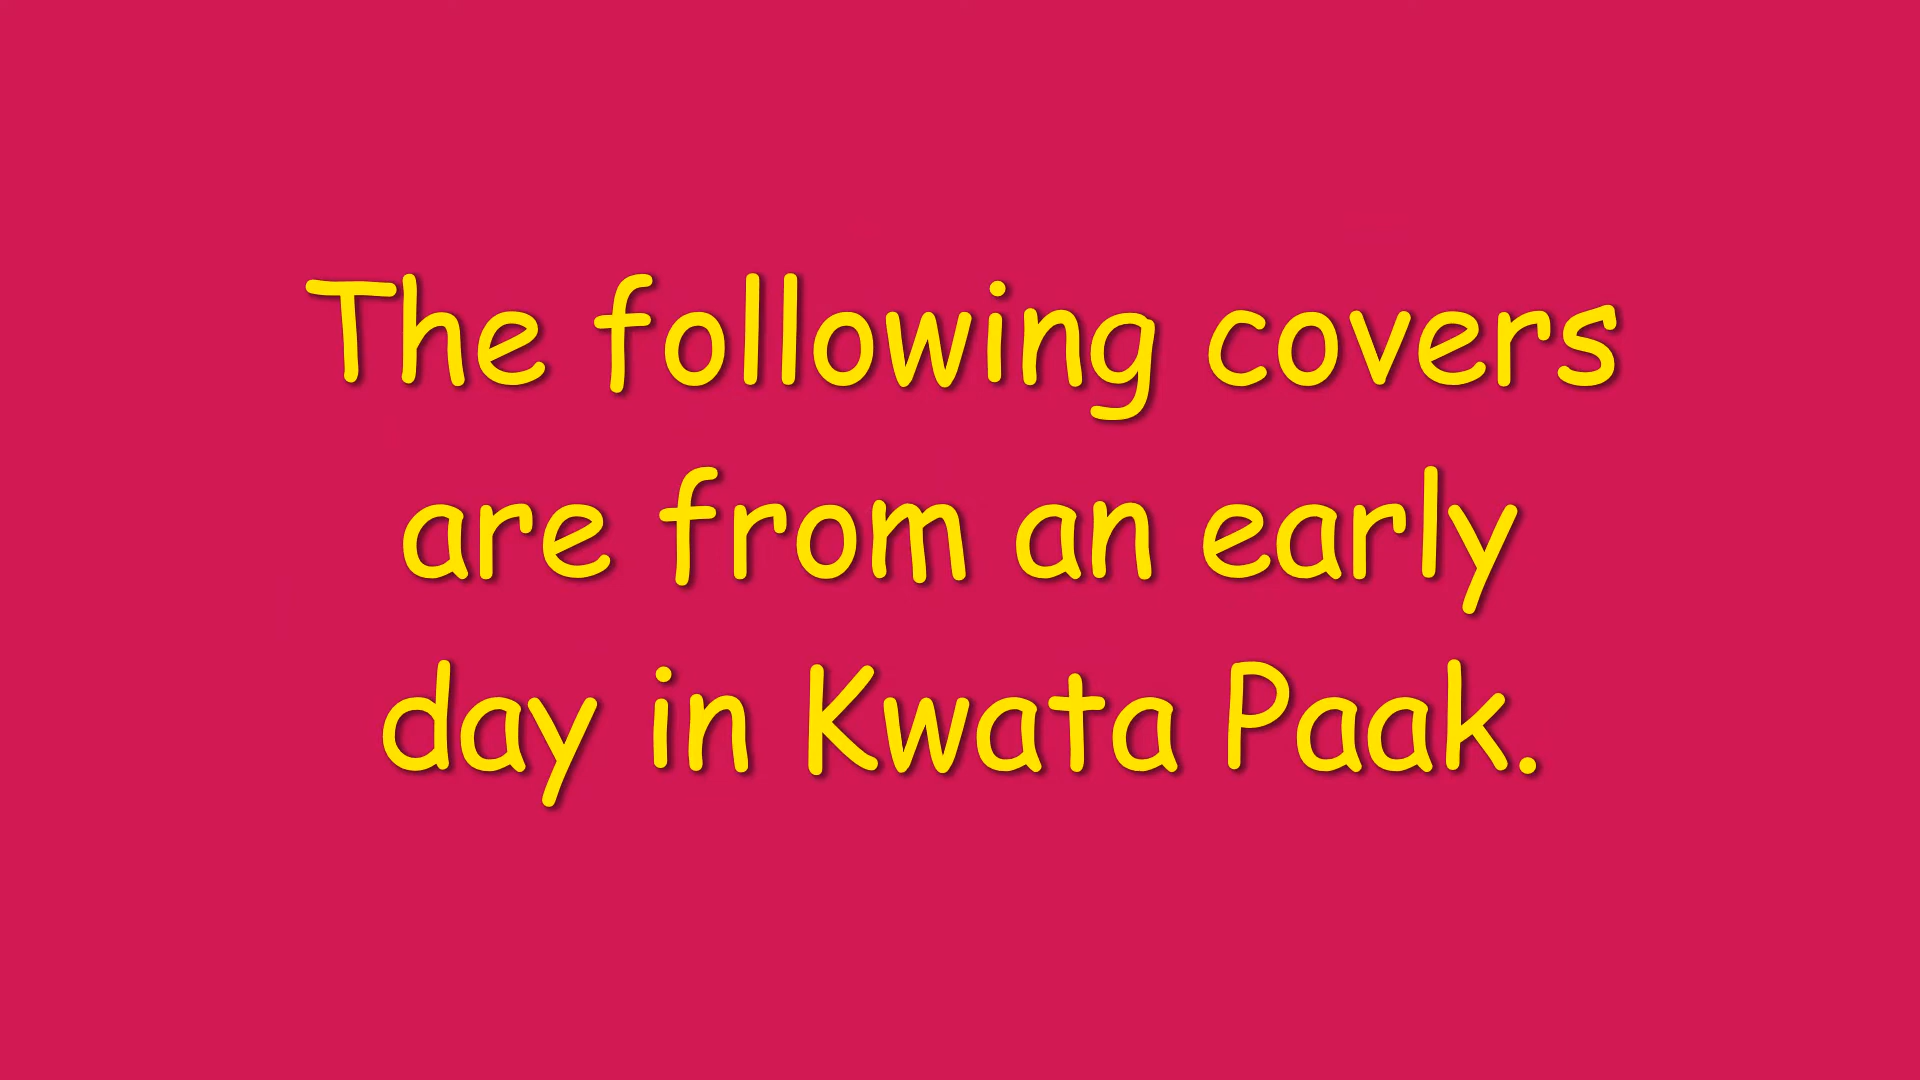 The following covers
are from an early
day in Kwata Paak.